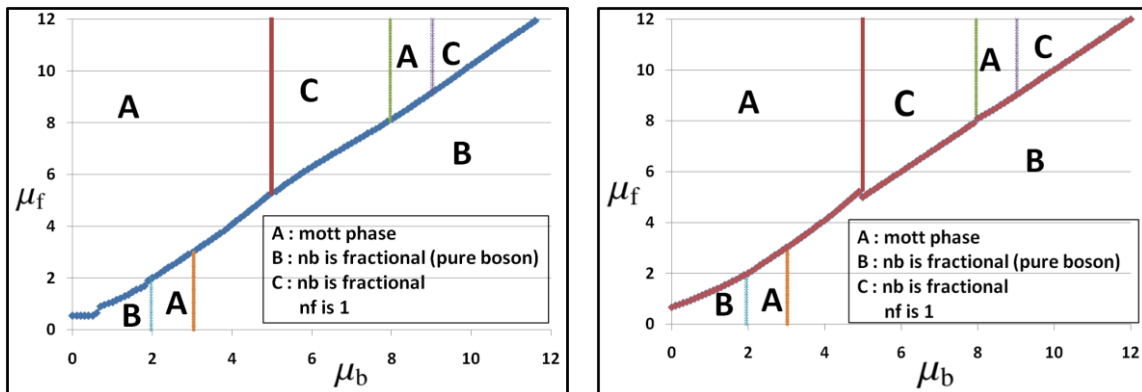 12
10
8
6
4
2
0
μf
A
C
A
C
B
B
A
A : mott phase
B : nb is fractional (pure boson)
C : nb is fractional
nf is 1
0 2 4 6 8 10 12
μb
12
10
8
6
4
2
0
μf
A
C
A
C
B
B
A
A : mott phase
B : nb is fractional (pure boson)
C : nb is fractional
nf is 1
0 2 4 6 8 10 12
μb